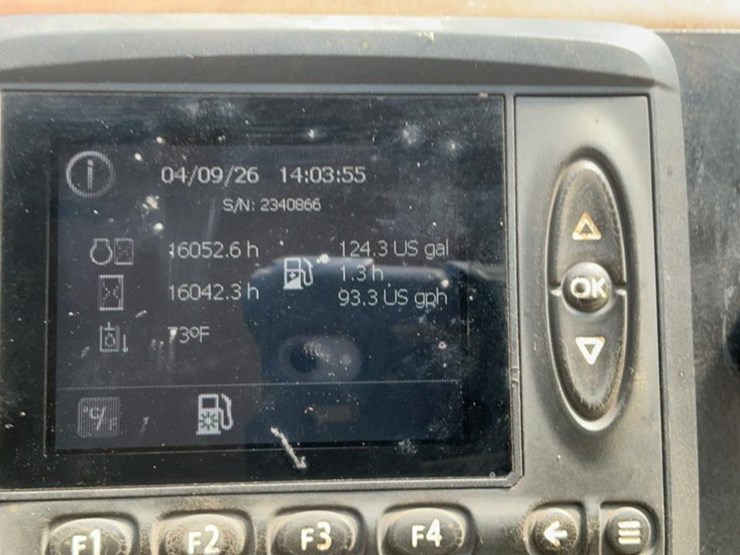 i
04/09/26 14:03:55
S/N: 2340866
16052.6 h
124.3 US gal
1.3 h
16042.3 h
93.3 US gph
73°F
°C/°F
OK
F1 F2 F3 F4